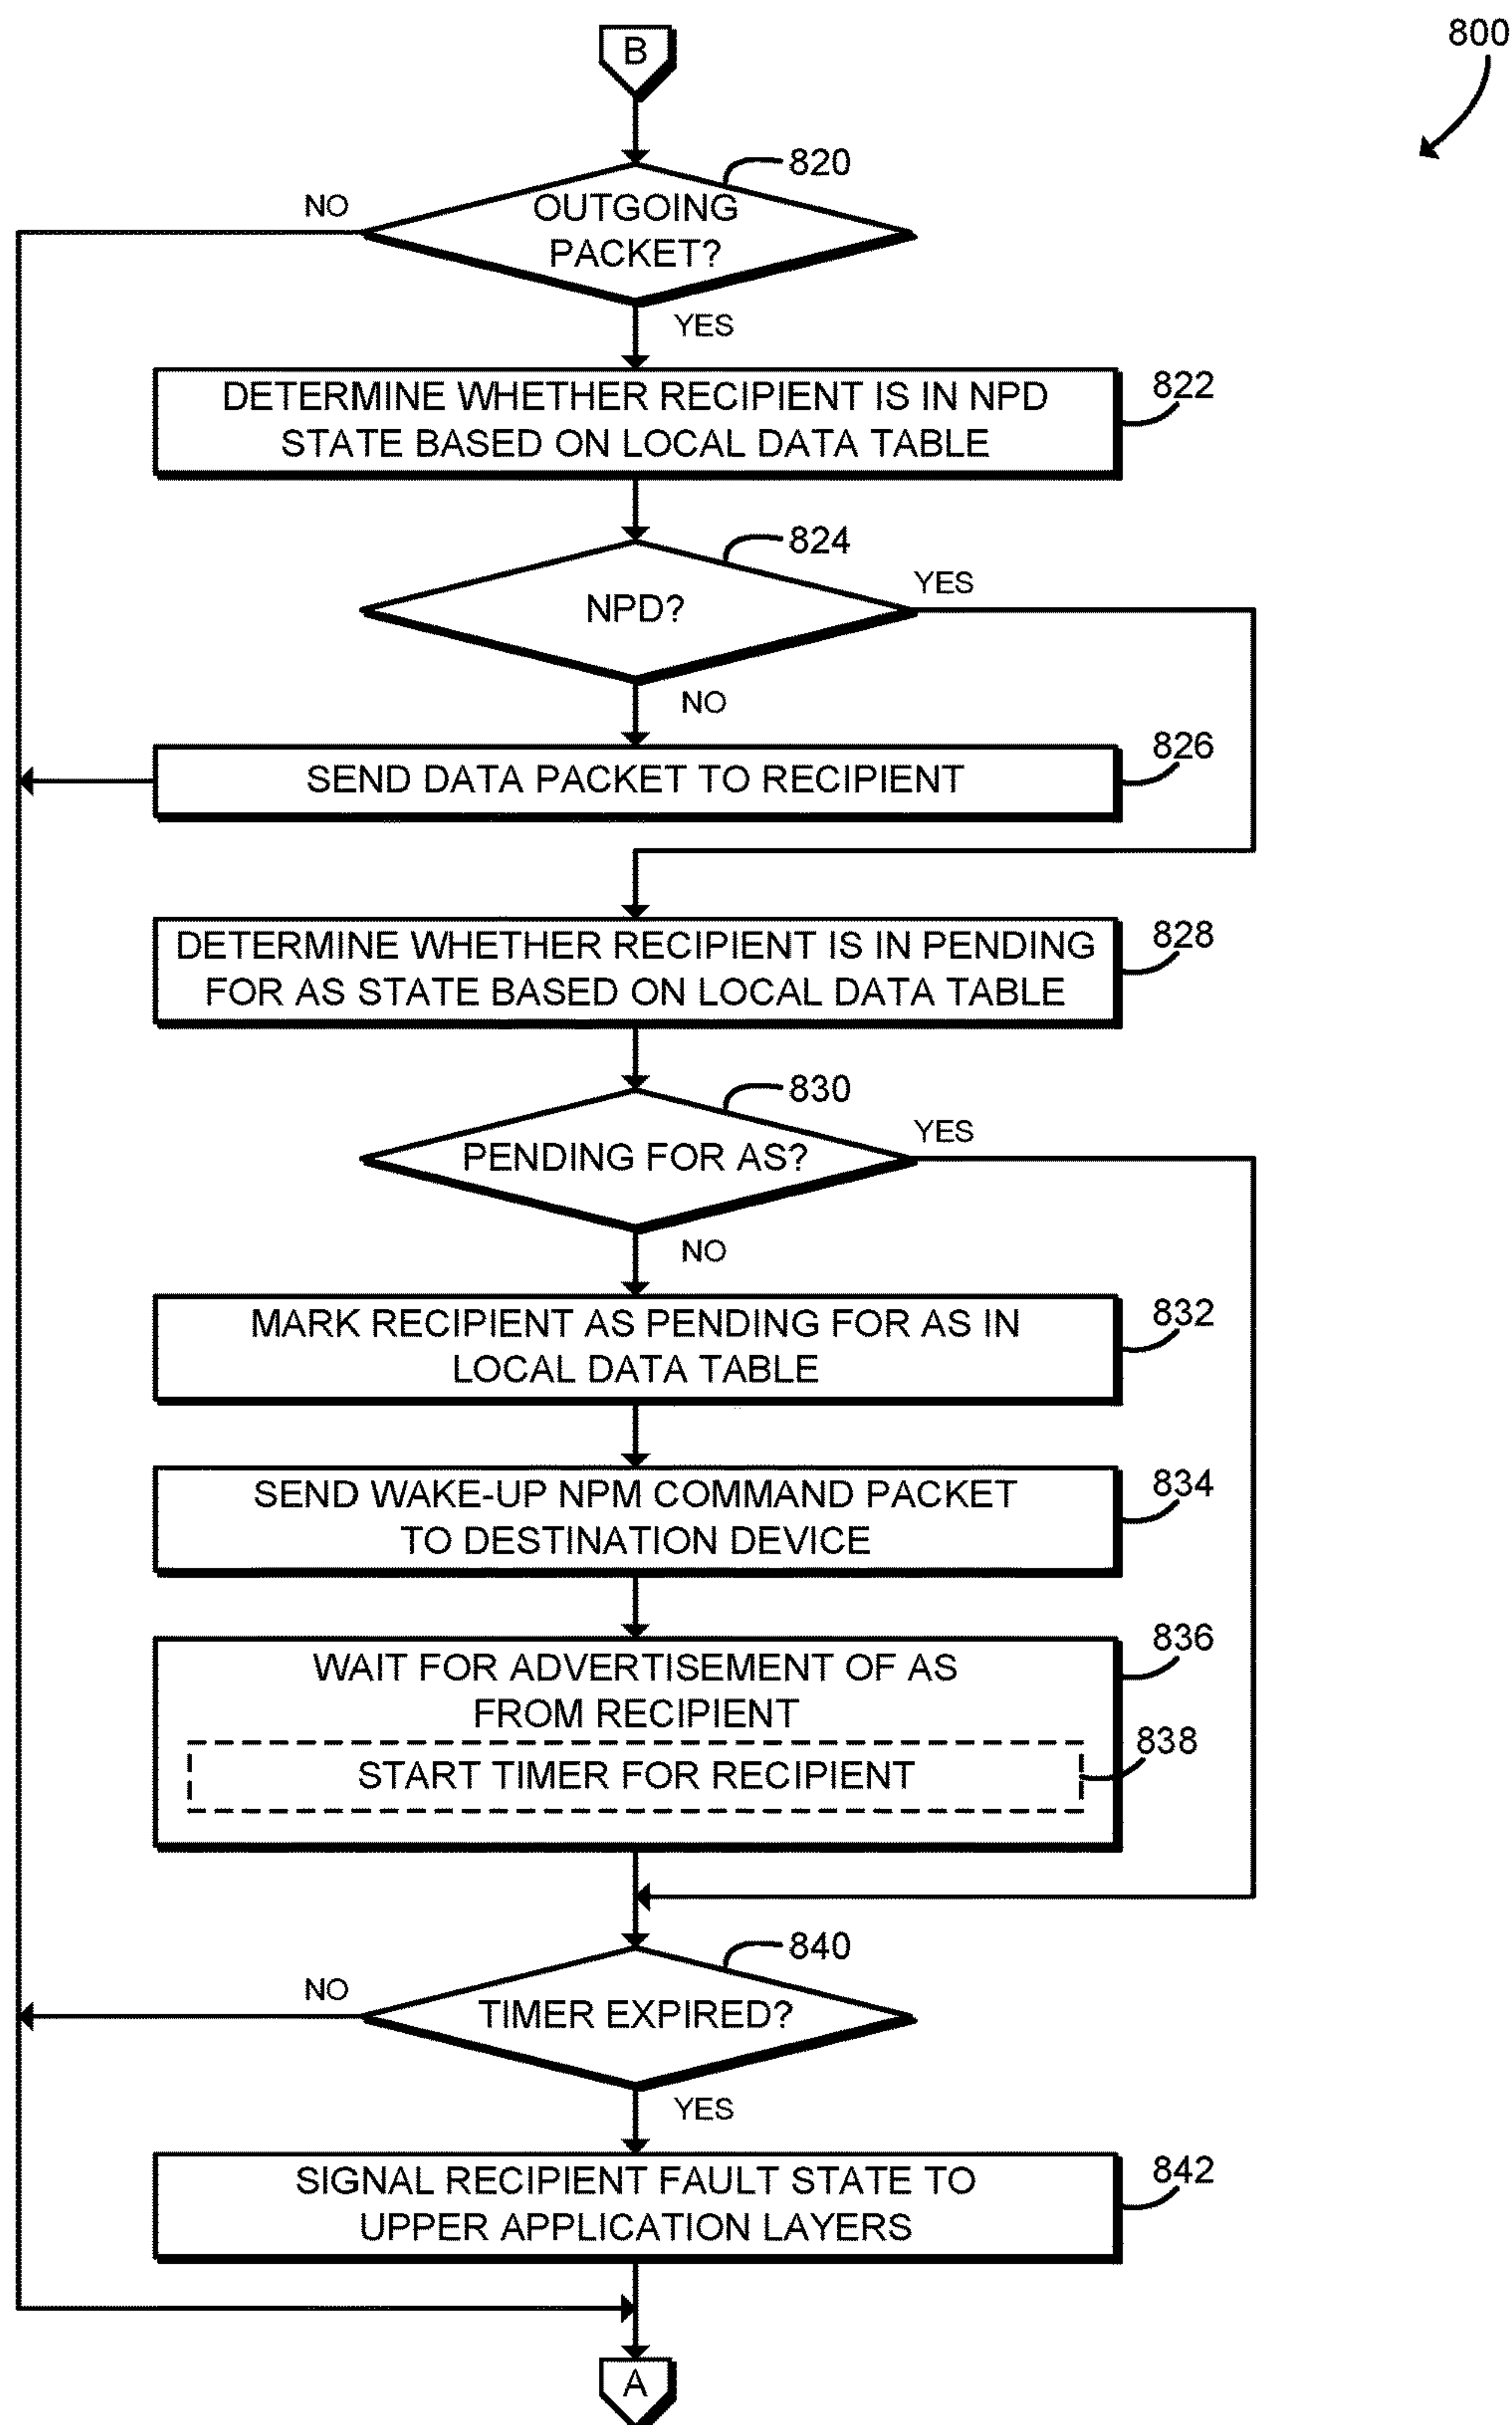 B
800
820
NO
OUTGOING
PACKET?
YES
DETERMINE WHETHER RECIPIENT IS IN NPD
STATE BASED ON LOCAL DATA TABLE
822
824
YES
NPD?
NO
826
SEND DATA PACKET TO RECIPIENT
DETERMINE WHETHER RECIPIENT IS IN PENDING
FOR AS STATE BASED ON LOCAL DATA TABLE
828
830
YES
PENDING FOR AS?
NO
MARK RECIPIENT AS PENDING FOR AS IN
LOCAL DATA TABLE
832
SEND WAKE-UP NPM COMMAND PACKET
TO DESTINATION DEVICE
834
WAIT FOR ADVERTISEMENT OF AS
FROM RECIPIENT
836
START TIMER FOR RECIPIENT
838
840
NO
TIMER EXPIRED?
YES
SIGNAL RECIPIENT FAULT STATE TO
UPPER APPLICATION LAYERS
842
A